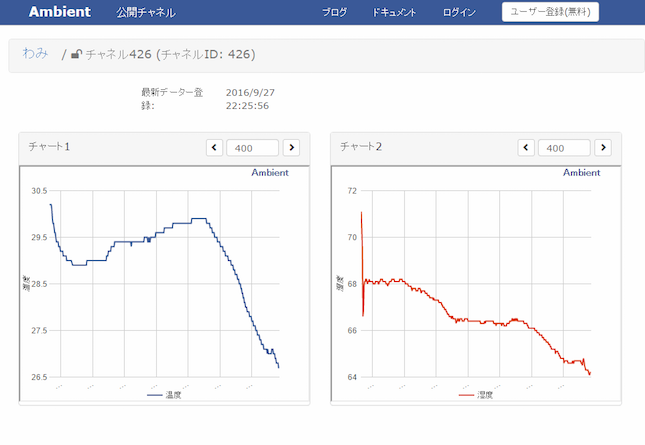 Ambient 公開チャネル ブログ ドキュメント ログイン ユーザー登録(無料)
わみ / チャネル426 (チャネルID: 426)
最新データー登録: 2016/9/27 22:25:56
チャート1 400
Ambient
30.5
29.5
28.5
27.5
26.5
温度
温度
チャート2 400
Ambient
72
70
68
66
64
湿度
湿度